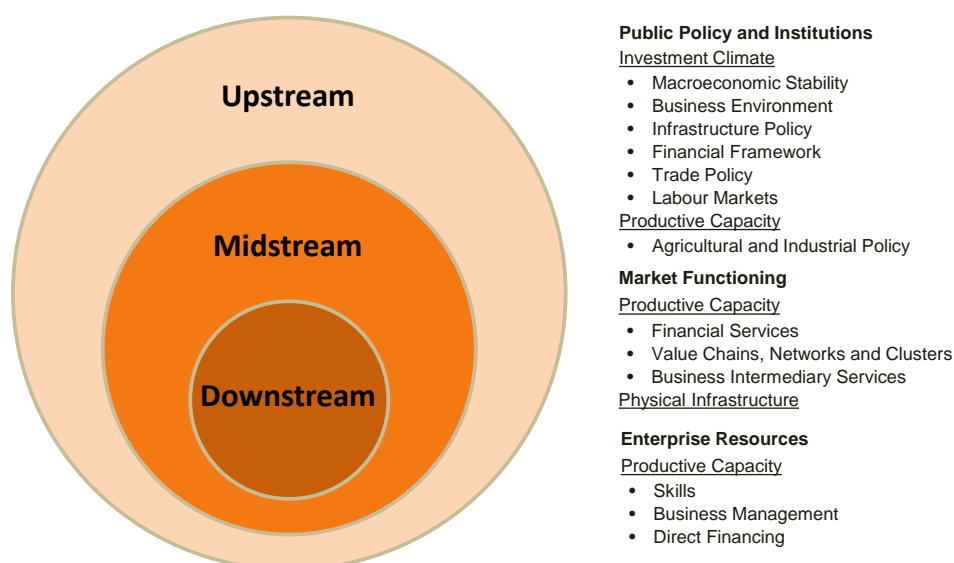 Upstream
Midstream
Downstream
Public Policy and Institutions
Investment Climate
• Macroeconomic Stability
• Business Environment
• Infrastructure Policy
• Financial Framework
• Trade Policy
• Labour Markets
Productive Capacity
• Agricultural and Industrial Policy
Market Functioning
Productive Capacity
• Financial Services
• Value Chains, Networks and Clusters
• Business Intermediary Services
Physical Infrastructure
Enterprise Resources
Productive Capacity
• Skills
• Business Management
• Direct Financing